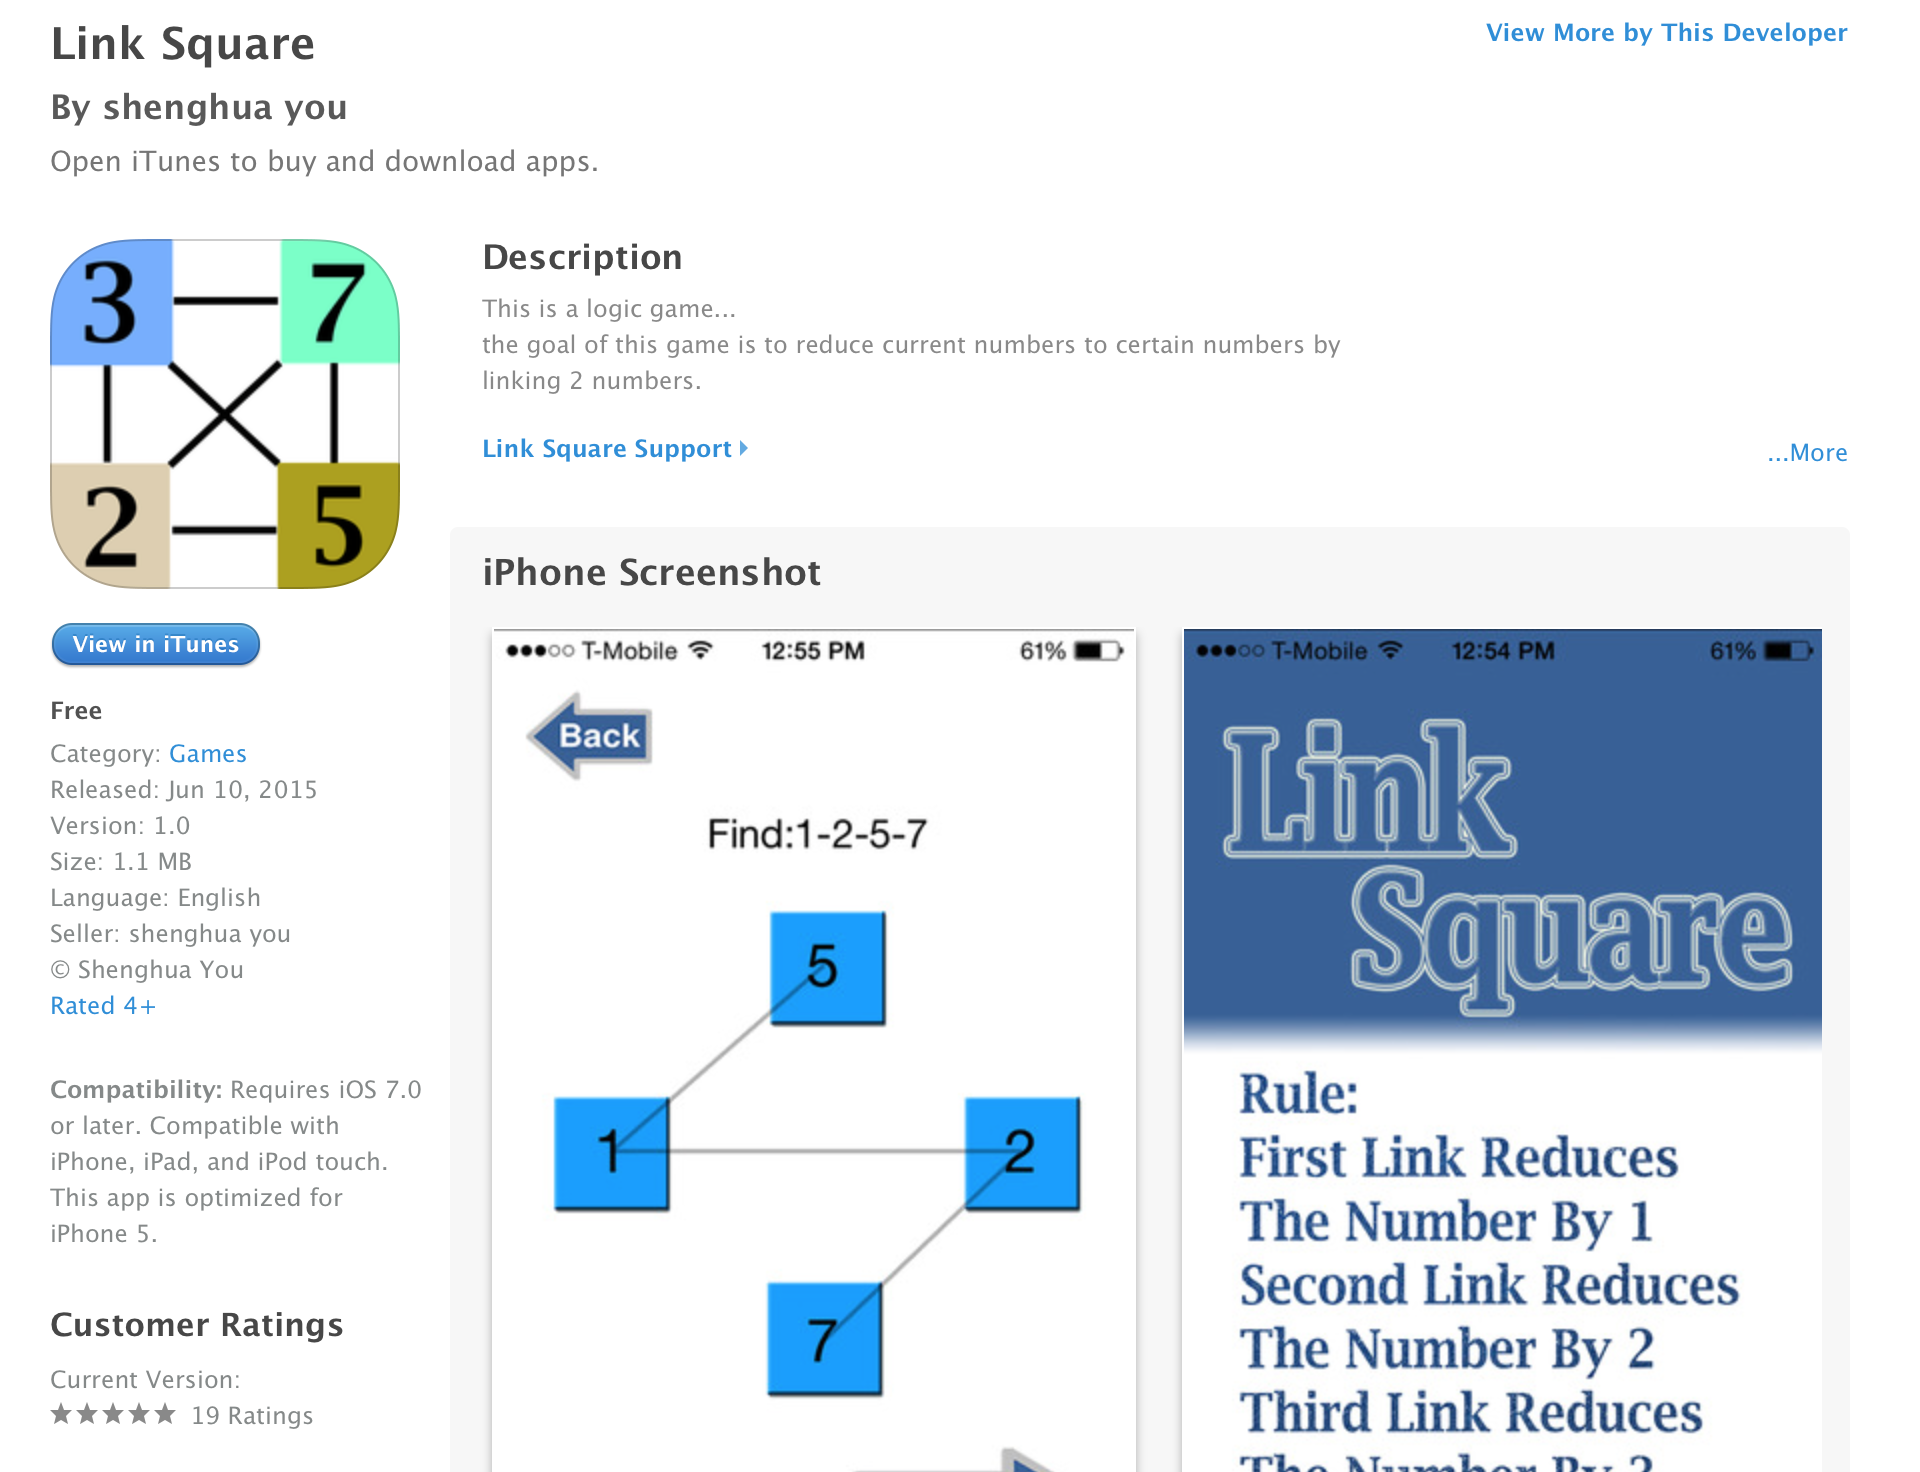 Link Square
View More by This Developer
By shenghua you
Open iTunes to buy and download apps.
3
7
2
5
Description
This is a logic game...
the goal of this game is to reduce current numbers to certain numbers by
linking 2 numbers.
Link Square Support
...More
View in iTunes
Free
Category: Games
Released: Jun 10, 2015
Version: 1.0
Size: 1.1 MB
Language: English
Seller: shenghua you
© Shenghua You
Rated 4+
Compatibility: Requires iOS 7.0
or later. Compatible with
iPhone, iPad, and iPod touch.
This app is optimized for
iPhone 5.
Customer Ratings
Current Version:
19 Ratings
iPhone Screenshot
T-Mobile 12:55 PM 61%
Back
Find:1-2-5-7
5
1
2
7
T-Mobile 12:54 PM 61%
Link
Square
Rule:
First Link Reduces
The Number By 1
Second Link Reduces
The Number By 2
Third Link Reduces
The Number By 3